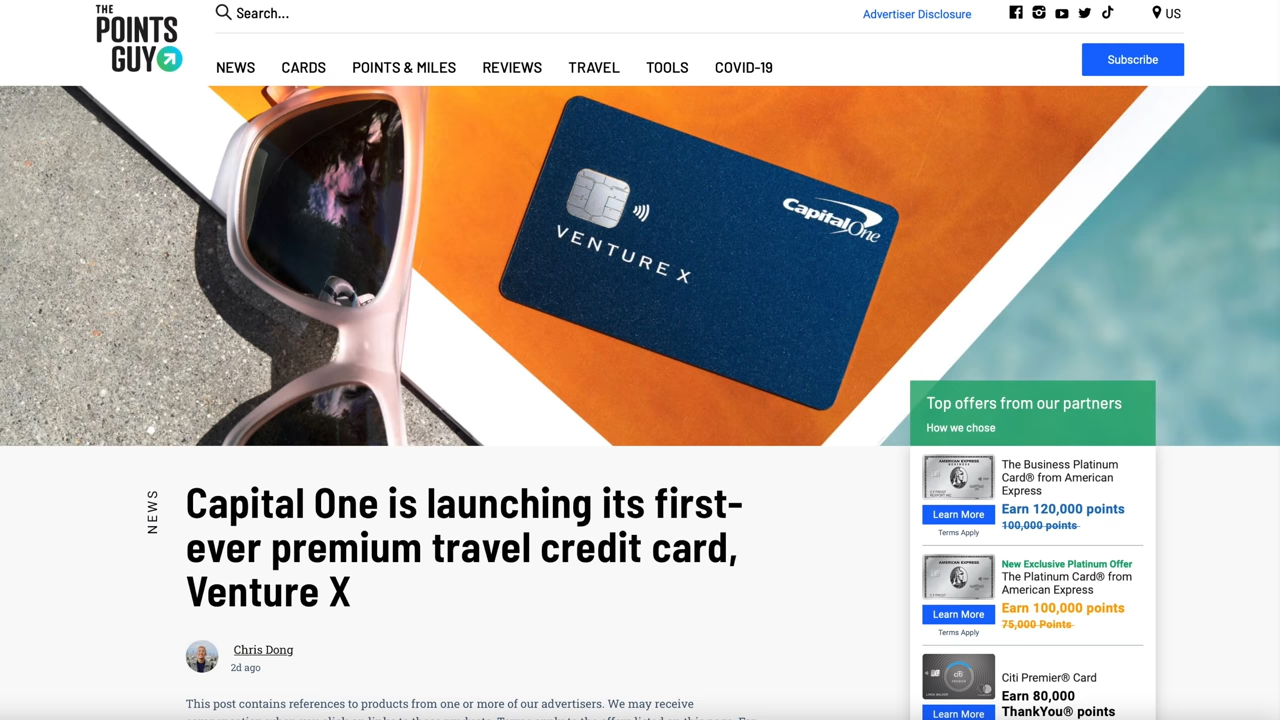 THE
POINTS
GUY
Search...
Advertiser Disclosure
US
NEWS
CARDS
POINTS & MILES
REVIEWS
TRAVEL
TOOLS
COVID-19
Subscribe
Capital One
VENTURE X
Top offers from our partners
How we chose
NEWS
Capital One is launching its first-
ever premium travel credit card,
Venture X
Chris Dong
2d ago
This post contains references to products from one or more of our advertisers. We may receive
AMERICAN EXPRESS
The Business Platinum
Card® from American
Express
Earn 120,000 points
100,000 points
Learn More
Terms Apply
AMERICAN EXPRESS
New Exclusive Platinum Offer
The Platinum Card® from
American Express
Earn 100,000 points
75,000 Points
Learn More
Terms Apply
citi
Citi Premier® Card
Earn 80,000
ThankYou® points
Learn More